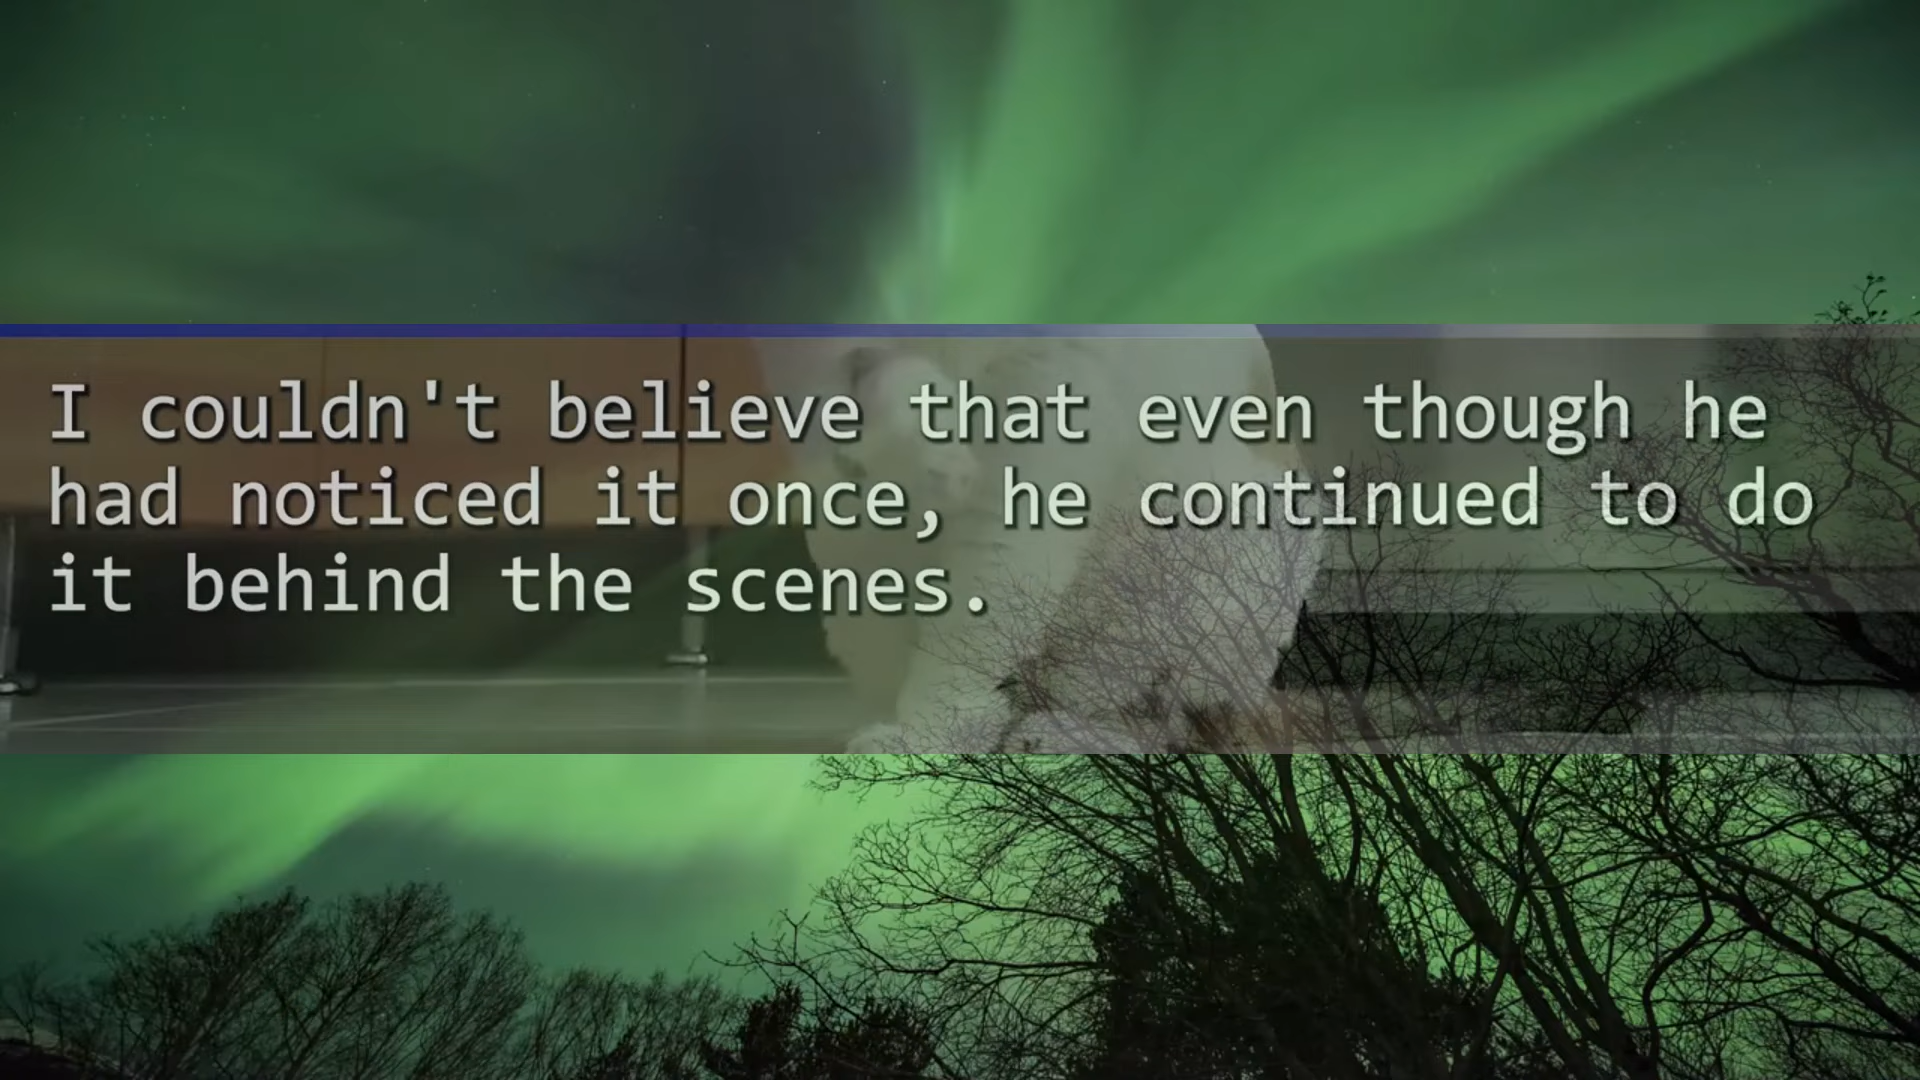 I couldn't believe that even though he
had noticed it once, he continued to do
it behind the scenes.